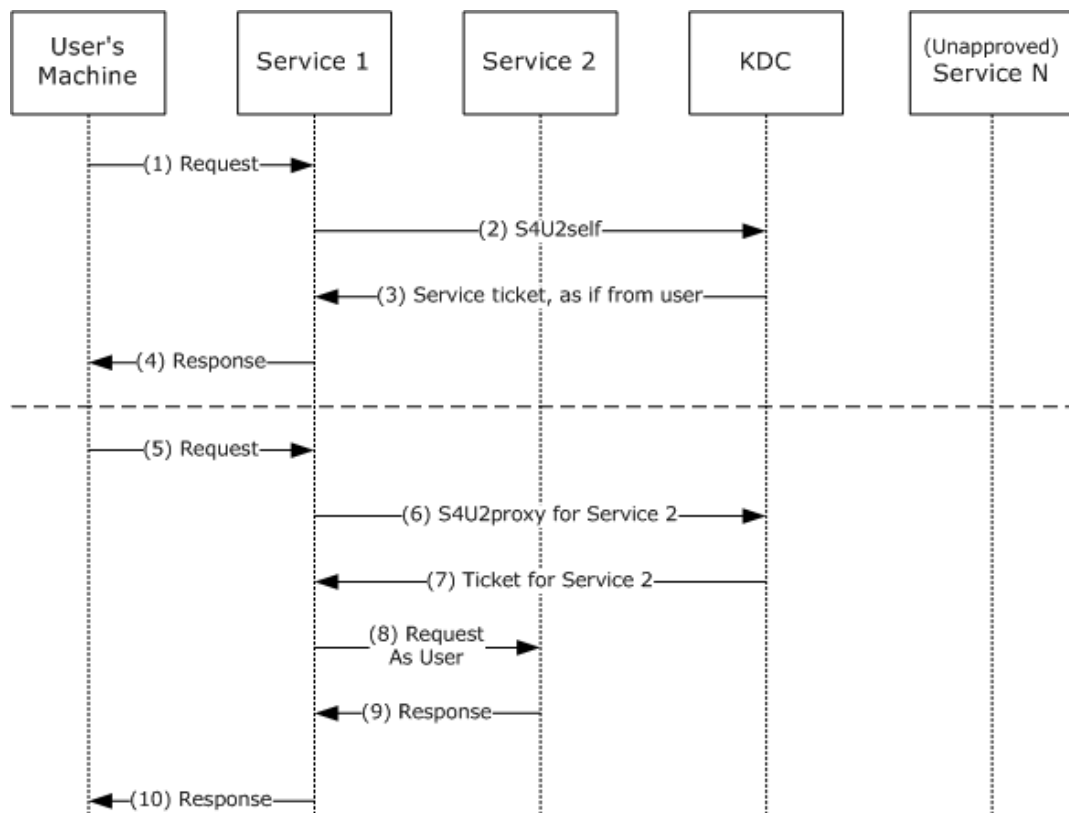 User's
Machine
Service 1
Service 2
KDC
(Unapproved)
Service N
(1) Request
(2) S4U2self
(3) Service ticket, as if from user
(4) Response
(5) Request
(6) S4U2proxy for Service 2
(7) Ticket for Service 2
(8) Request
As User
(9) Response
(10) Response